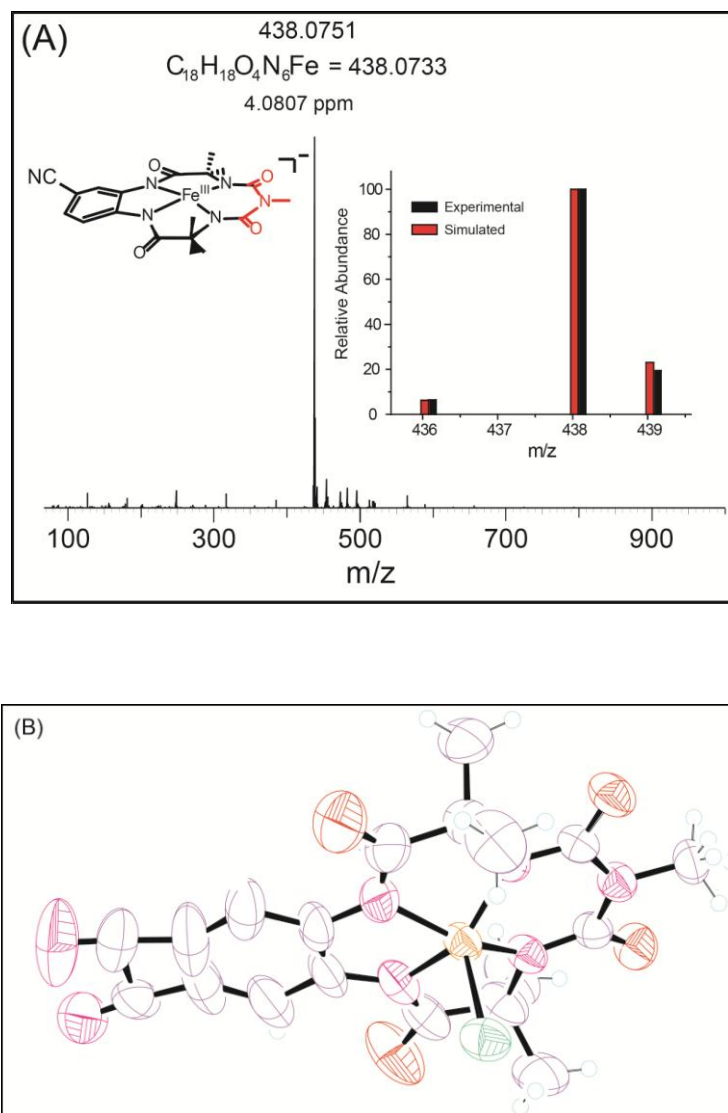 (A)
438.0751
C₁₈H₁₈O₄N₆Fe = 438.0733
4.0807 ppm
NC
O
N
N
Fe^III
N
N
O
N
O
O
⁻
Relative Abundance
100
80
60
40
20
0
Experimental
Simulated
436
437
438
439
m/z
100
300
500
700
900
m/z
(B)